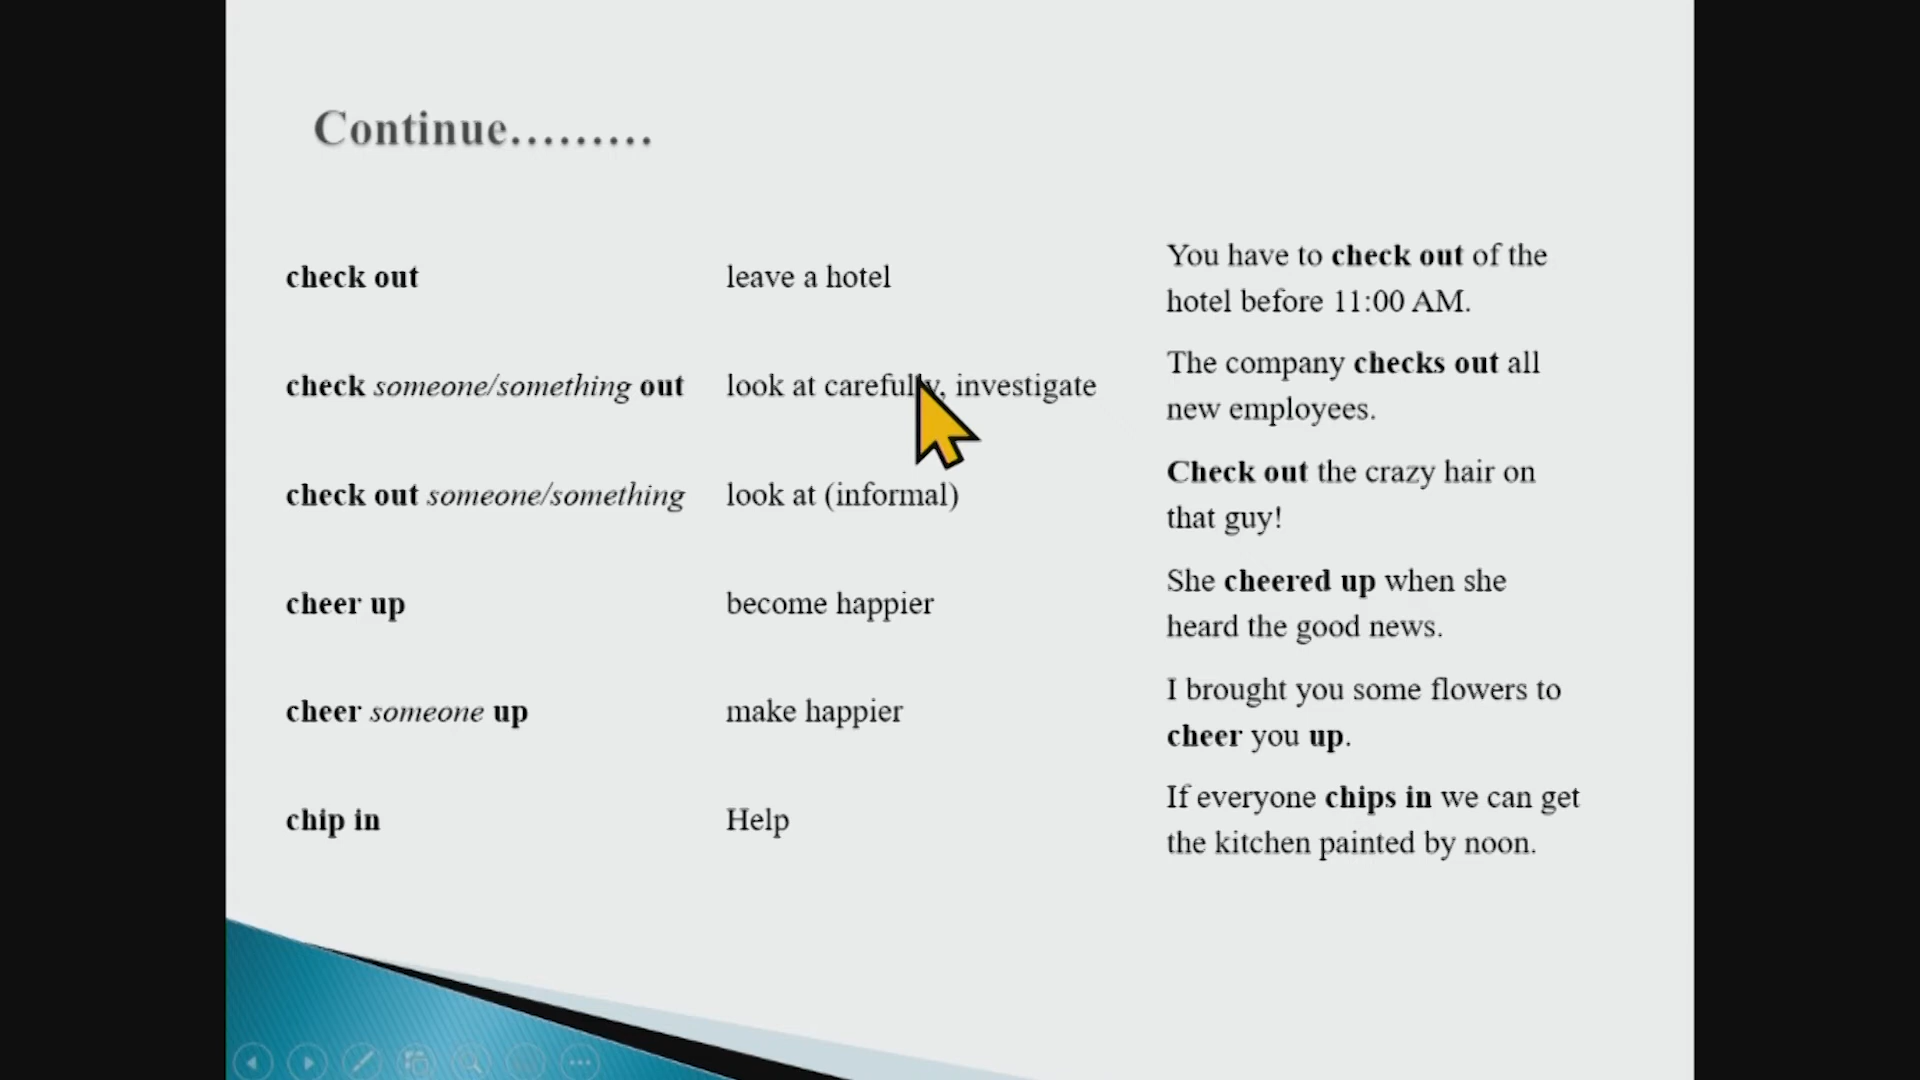 Continue.........
check out
leave a hotel
You have to check out of the
hotel before 11:00 AM.
check someone/something out
look at carefully, investigate
The company checks out all
new employees.
check out someone/something
look at (informal)
Check out the crazy hair on
that guy!
cheer up
become happier
She cheered up when she
heard the good news.
cheer someone up
make happier
I brought you some flowers to
cheer you up.
chip in
Help
If everyone chips in we can get
the kitchen painted by noon.